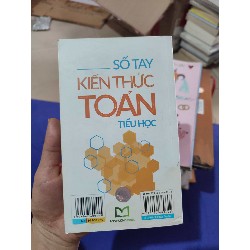 SỔ TAY
KIẾN THỨC
TOÁN
TIỂU HỌC